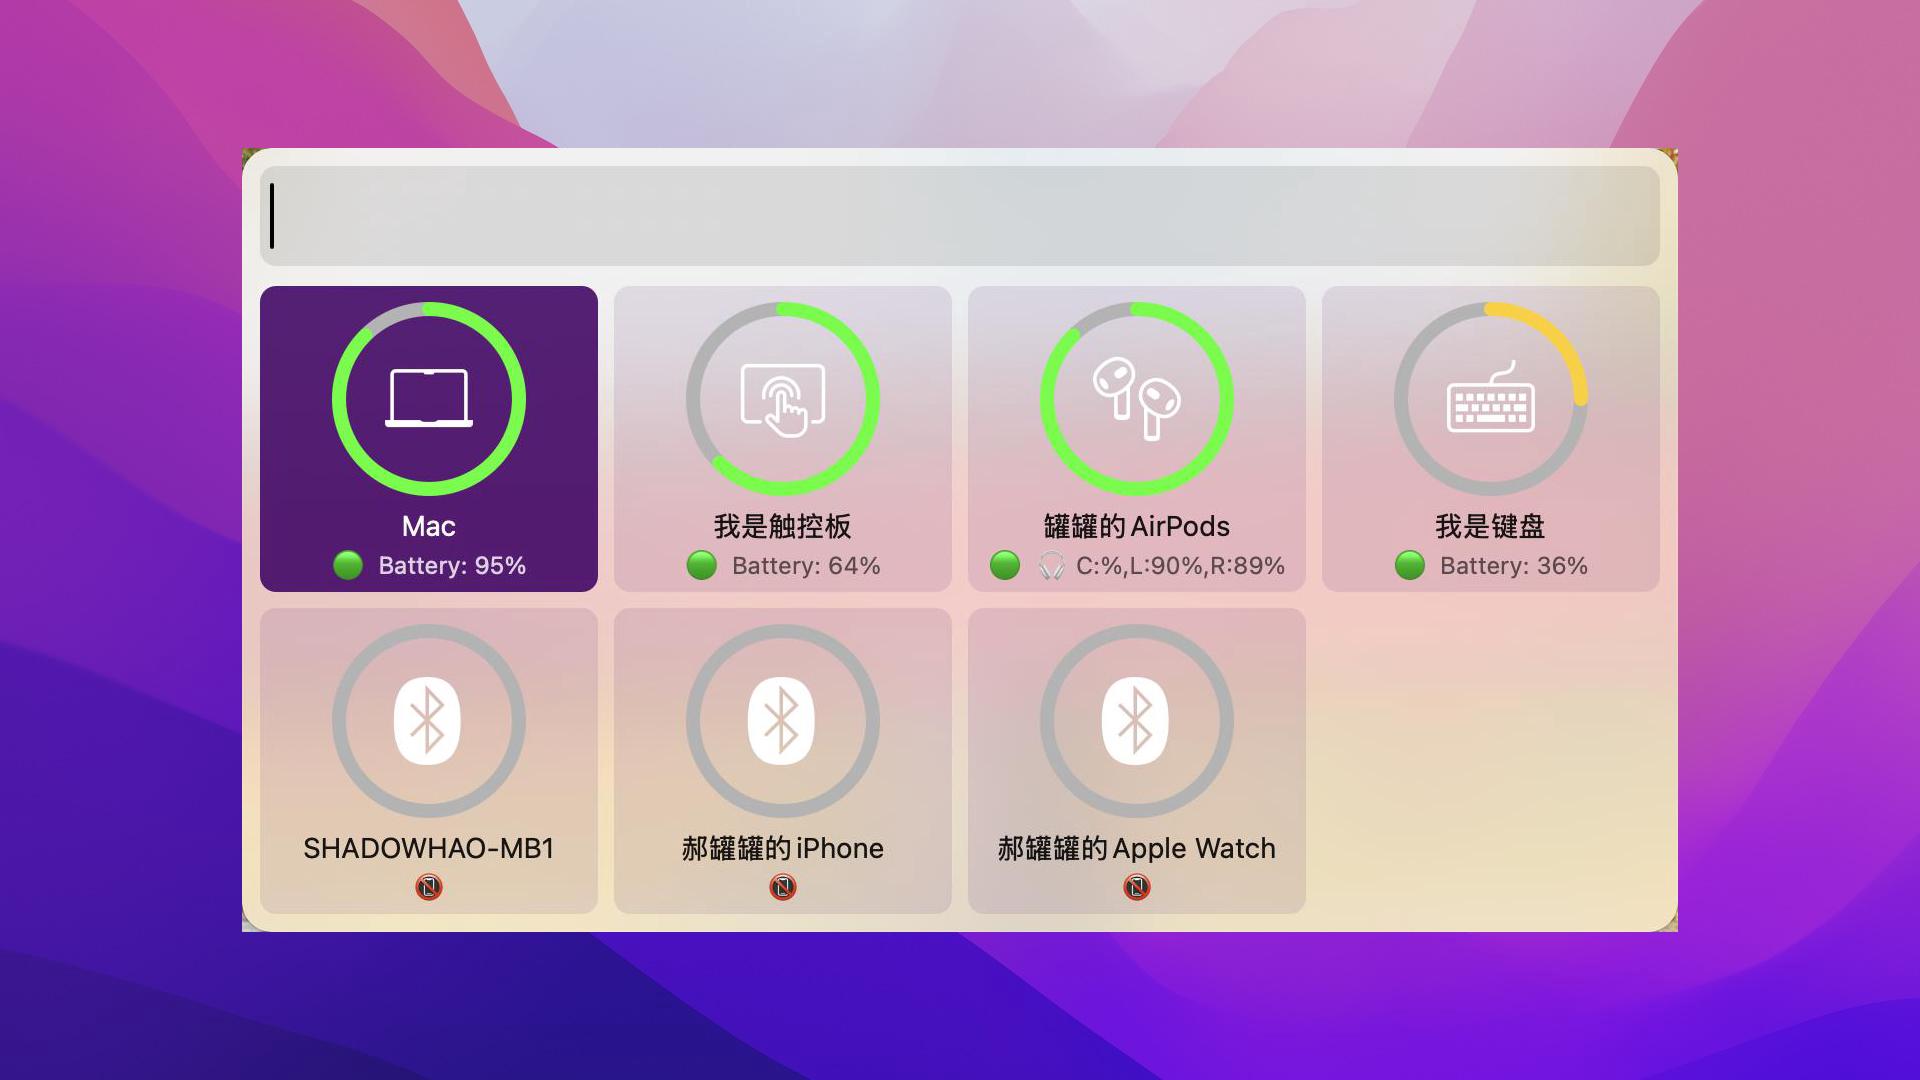 Mac
🟢 Battery: 95%
我是触控板
🟢 Battery: 64%
罐罐的AirPods
🟢 🎧 C:%,L:90%,R:89%
我是键盘
🟢 Battery: 36%
SHADOWHAO-MB1
📵
郝罐罐的iPhone
📵
郝罐罐的Apple Watch
📵